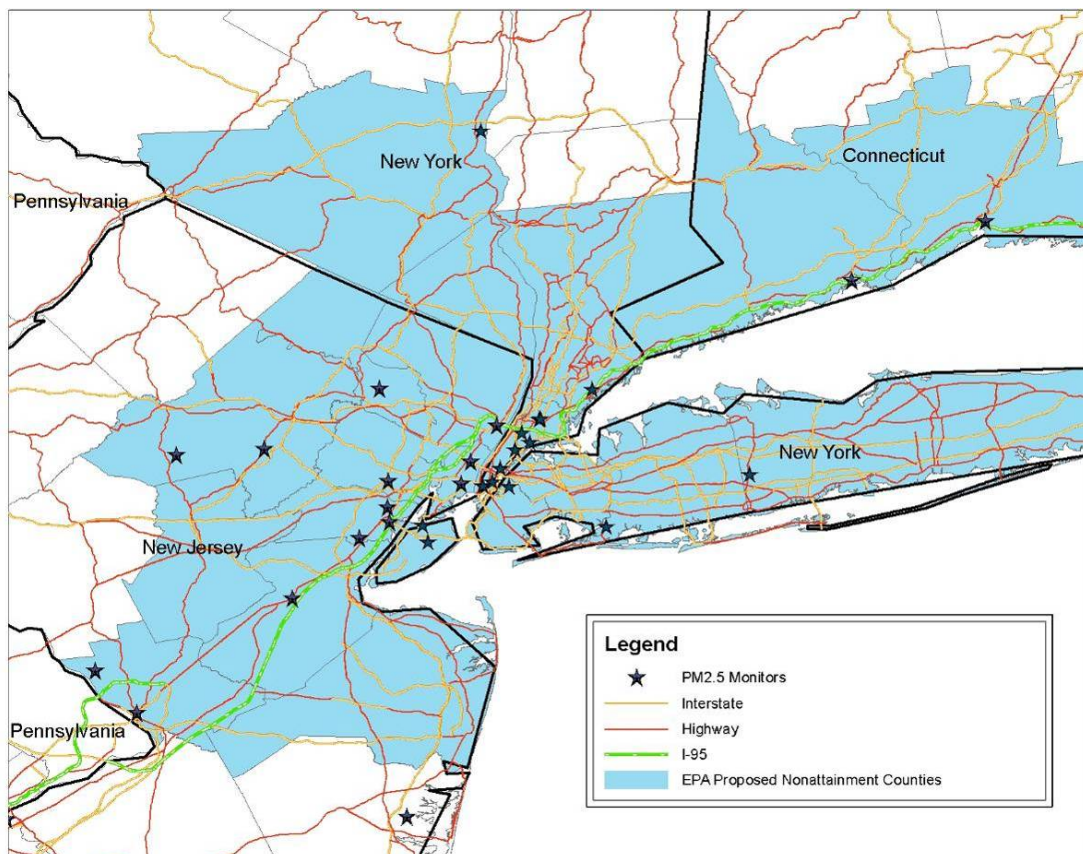 New York
Connecticut
Pennsylvania
New York
New Jersey
Pennsylvania
Legend
PM2.5 Monitors
Interstate
Highway
I-95
EPA Proposed Nonattainment Counties